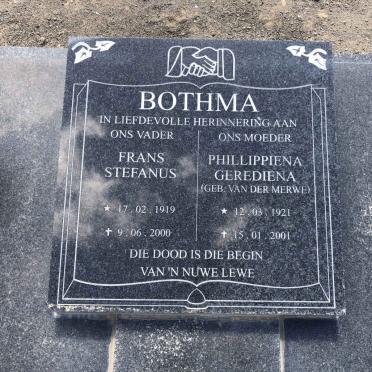 BOTHMA
IN LIEFDEVOLLE HERINNERING AAN
ONS VADER
FRANS
STEFANUS
★ 17.02.1919
✝ 9.06.2000
ONS MOEDER
PHILLIPPIENA
GEREDIENA
(GEB. VAN DER MERWE)
★ 12.03.1921
✝ 15.01.2001
DIE DOOD IS DIE BEGIN
VAN 'N NUWE LEWE